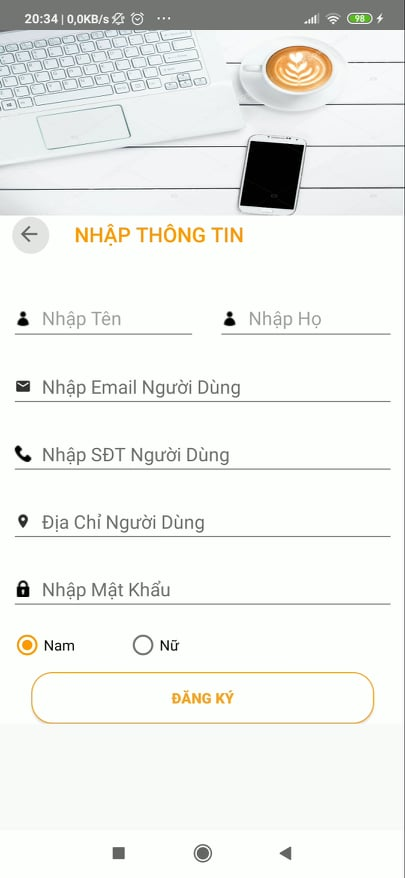 20:34 | 0,0KB/s ... 98
NHẬP THÔNG TIN
Nhập Tên Nhập Họ
Nhập Email Người Dùng
Nhập SĐT Người Dùng
Địa Chỉ Người Dùng
Nhập Mật Khẩu
Nam Nữ
ĐĂNG KÝ